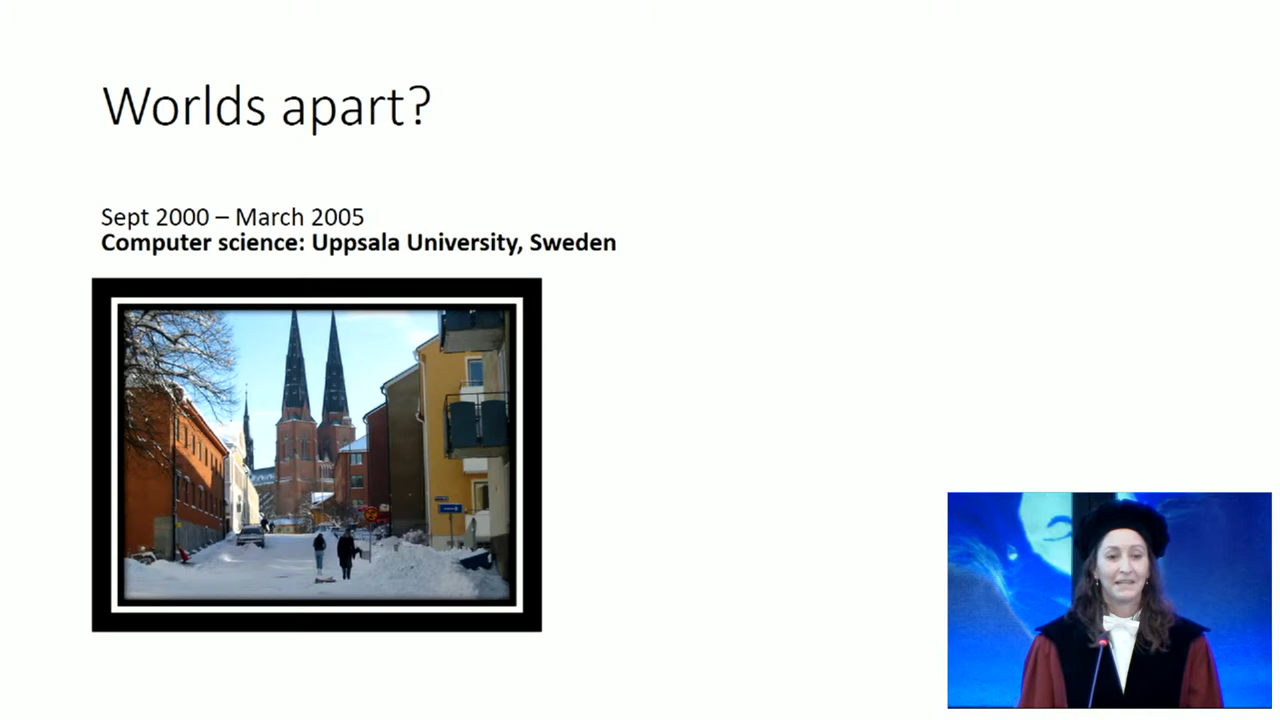 Worlds apart?
Sept 2000 – March 2005
Computer science: Uppsala University, Sweden